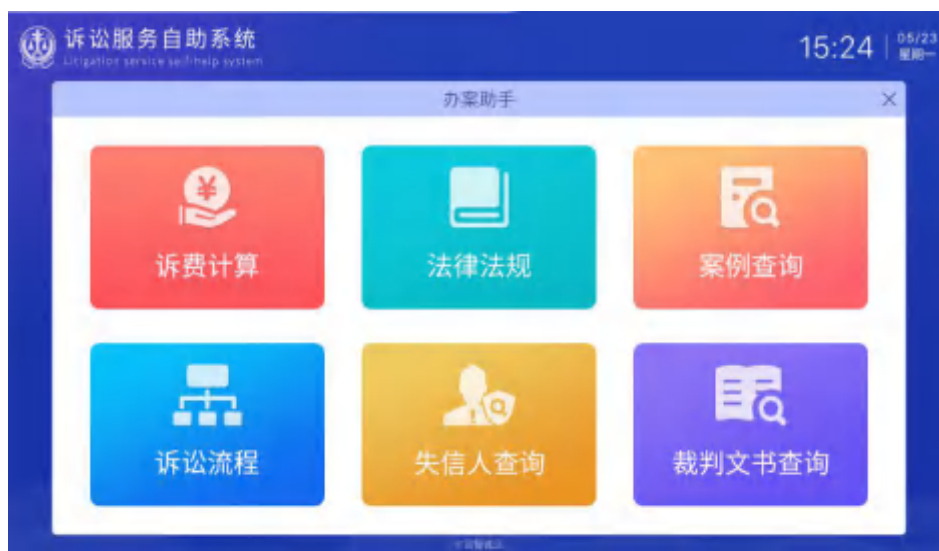 诉讼服务自助系统
Litigation service self-help system
15:24
05/23
星期一
办案助手
诉费计算
法律法规
案例查询
诉讼流程
失信人查询
裁判文书查询